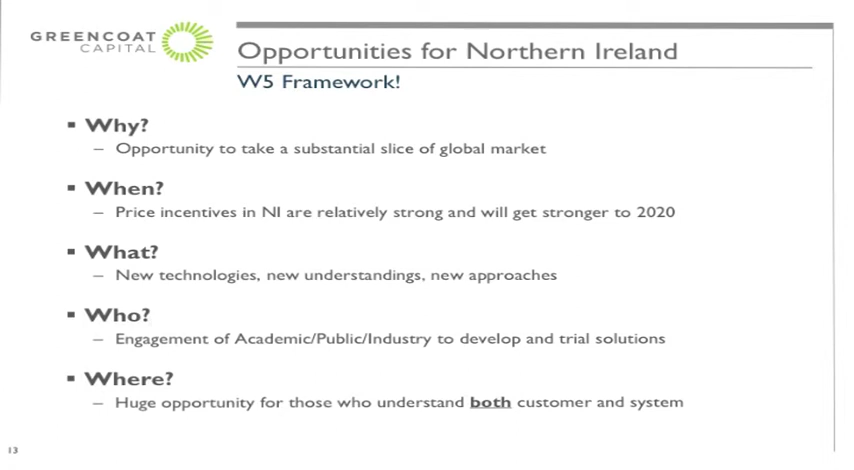 GREENCOAT
CAPITAL
Opportunities for Northern Ireland
W5 Framework!
▪ Why?
– Opportunity to take a substantial slice of global market
▪ When?
– Price incentives in NI are relatively strong and will get stronger to 2020
▪ What?
– New technologies, new understandings, new approaches
▪ Who?
– Engagement of Academic/Public/Industry to develop and trial solutions
▪ Where?
– Huge opportunity for those who understand both customer and system
13